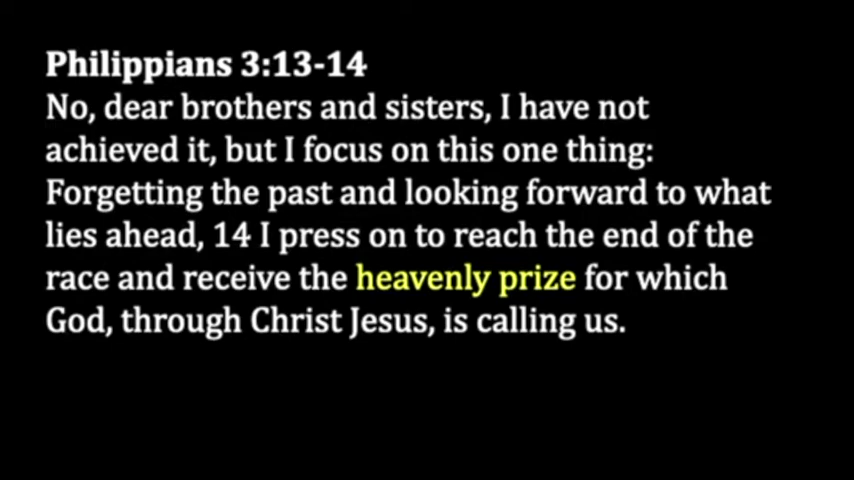 Philippians 3:13-14
No, dear brothers and sisters, I have not
achieved it, but I focus on this one thing:
Forgetting the past and looking forward to what
lies ahead, 14 I press on to reach the end of the
race and receive the heavenly prize for which
God, through Christ Jesus, is calling us.